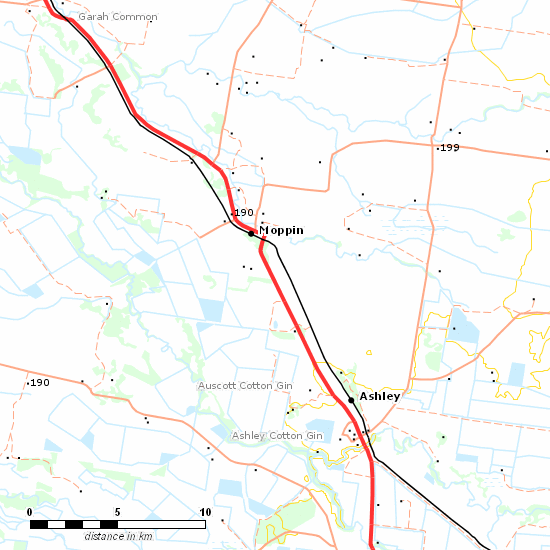 Garah Common
199
190
Moppin
190
Auscott Cotton Gin
Ashley
Ashley Cotton Gin
0 5 10
distance in km